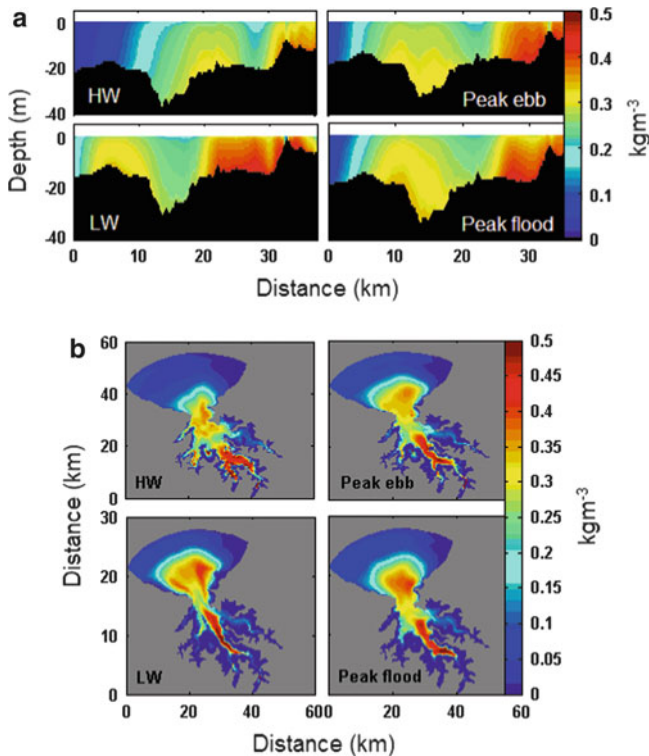 a
0
-20
-40
HW
Peak ebb
0
-20
-40
LW
Peak flood
0 10 20 30
0 10 20 30
Depth (m)
Distance (km)
0.5
0.4
0.3
0.2
0.1
0
kgm-3
b
60
40
20
0
HW
Peak ebb
30
20
10
0
LW
Peak flood
0 20 40 60 0 20 40 60
Distance (km)
Distance (km)
Distance (km)
0.5
0.45
0.4
0.35
0.3
0.25
0.2
0.15
0.1
0.05
0
kgm-3